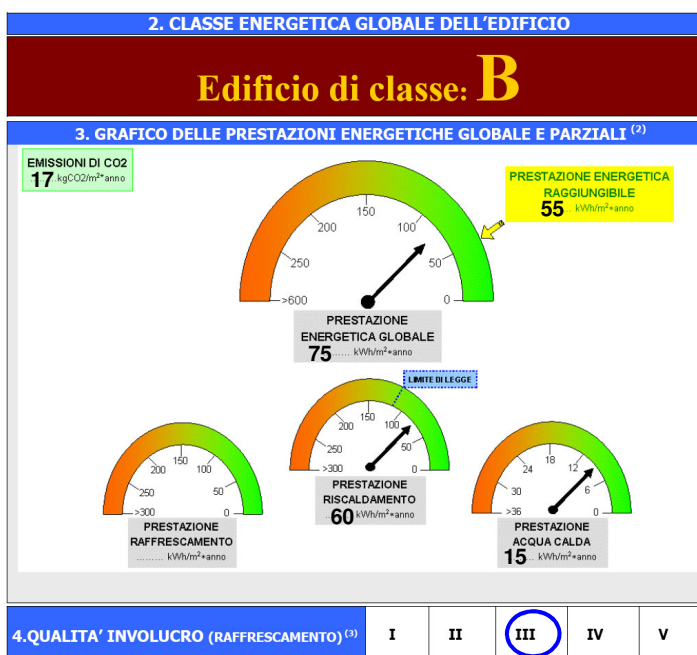 2. CLASSE ENERGETICA GLOBALE DELL'EDIFICIO
Edificio di classe: B
3. GRAFICO DELLE PRESTAZIONI ENERGETICHE GLOBALE E PARZIALI (2)
EMISSIONI DI CO2
17 kgCO2/m²*anno
PRESTAZIONE ENERGETICA
RAGGIUNGIBILE
55... kWh/m²*anno
>600 250 200 150 100 50 0
PRESTAZIONE
ENERGETICA GLOBALE
75...... kWh/m²*anno
LIMITE DI LEGGE
>300 250 200 150 100 50 0
PRESTAZIONE
RISCALDAMENTO
60 kWh/m²*anno
>300 250 200 150 100 50 0
PRESTAZIONE
RAFFRESCAMENTO
......... kWh/m²*anno
>36 30 24 18 12 6 0
PRESTAZIONE
ACQUA CALDA
15... kWh/m²*anno
4.QUALITA' INVOLUCRO (RAFFRESCAMENTO) (3) I II III IV V